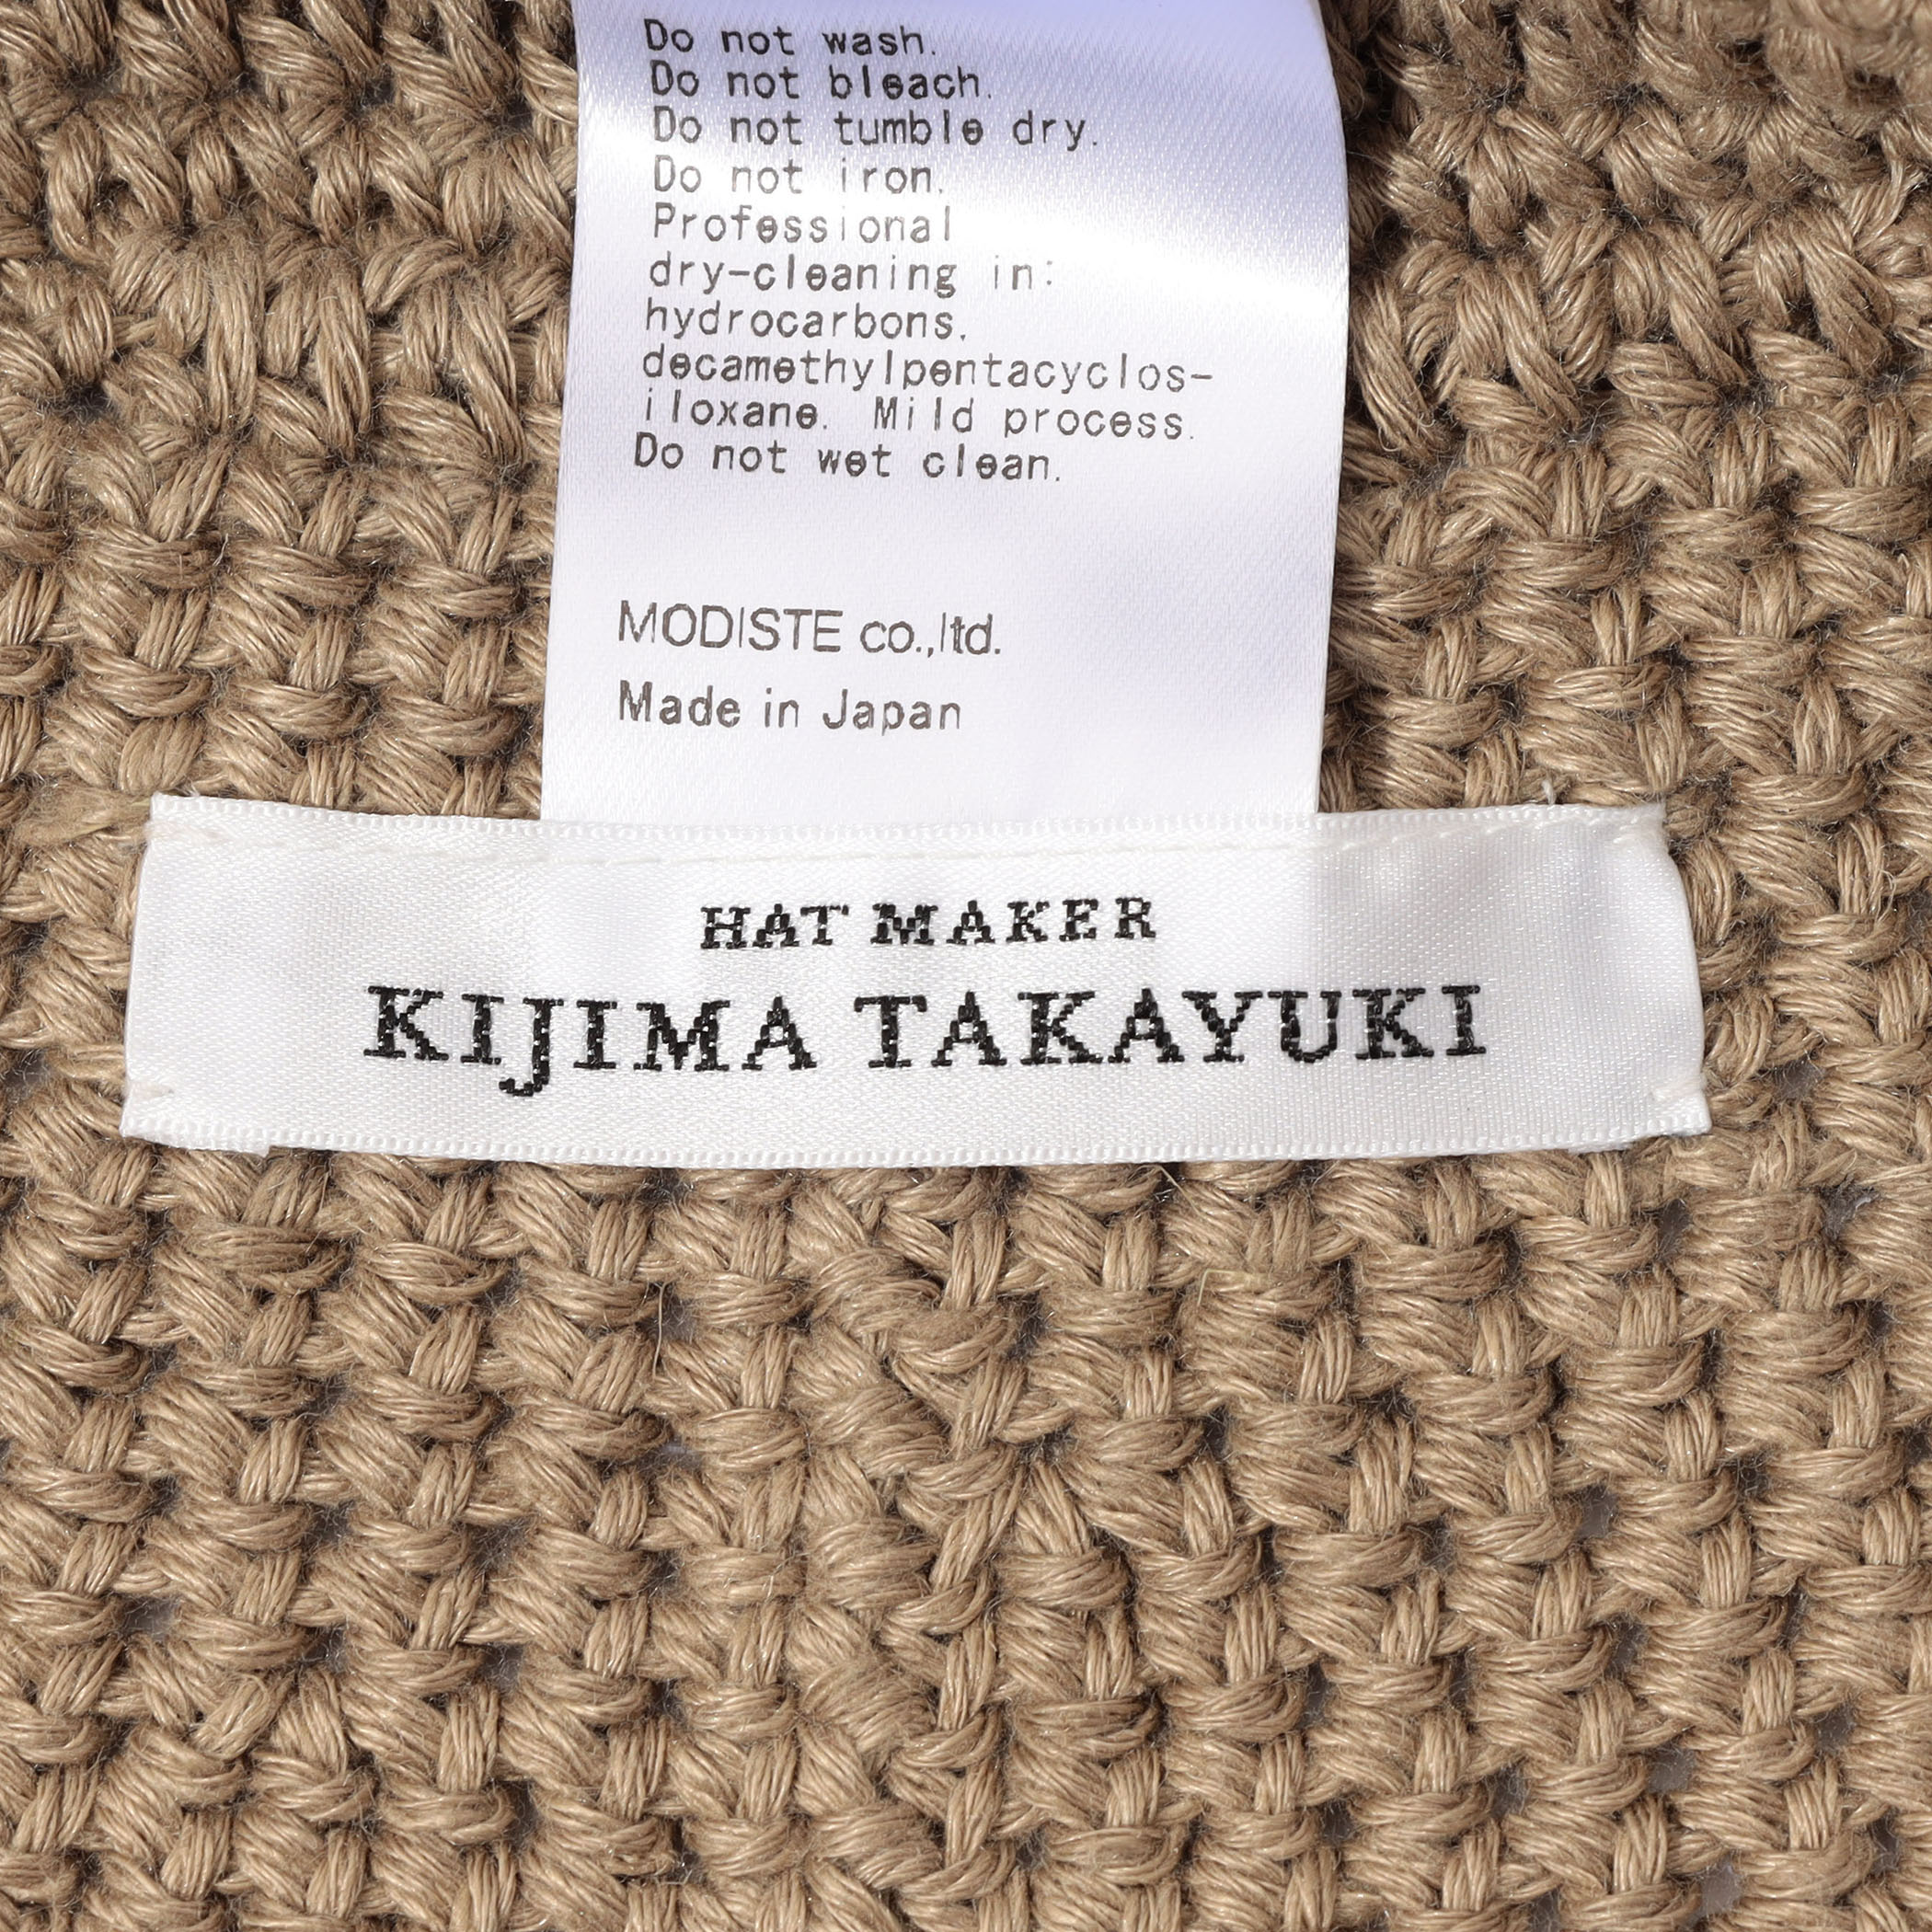 Do not wash.
Do not bleach.
Do not tumble dry.
Do not iron.
Professional
dry-cleaning in:
hydrocarbons.
decamethylpentacyclos-
iloxane. Mild process.
Do not wet clean.
MODISTE co.,ltd.
Made in Japan
HAT MAKER
KIJIMA TAKAYUKI